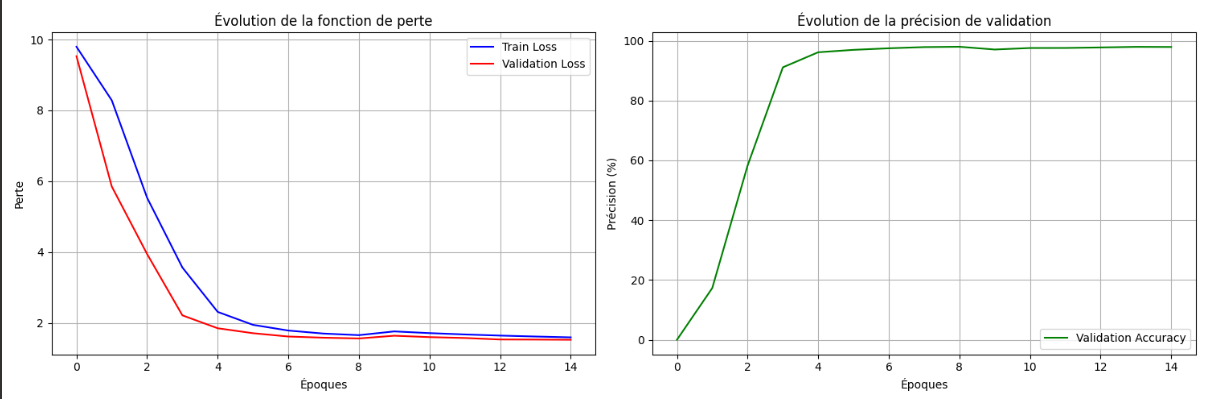 Évolution de la fonction de perte
10
8
6
4
2
Perte
Train Loss
Validation Loss
0 2 4 6 8 10 12 14
Époques
Évolution de la précision de validation
100
80
60
40
20
0
Précision (%)
Validation Accuracy
0 2 4 6 8 10 12 14
Époques